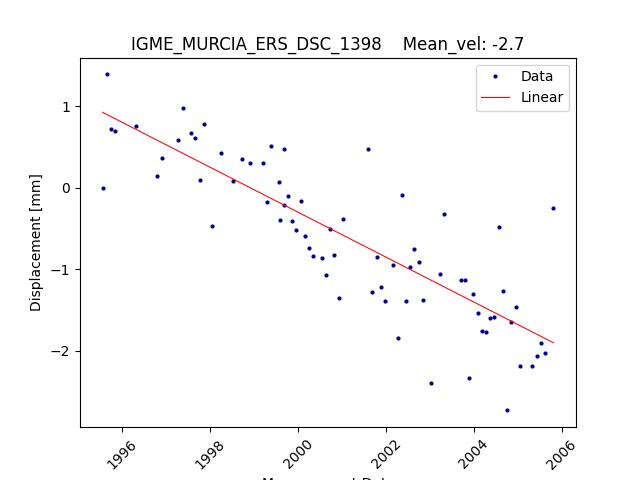 IGME_MURCIA_ERS_DSC_1398 Mean_vel: -2.7
Data
Linear
Displacement [mm]
1
0
−1
−2
1996
1998
2000
2002
2004
2006